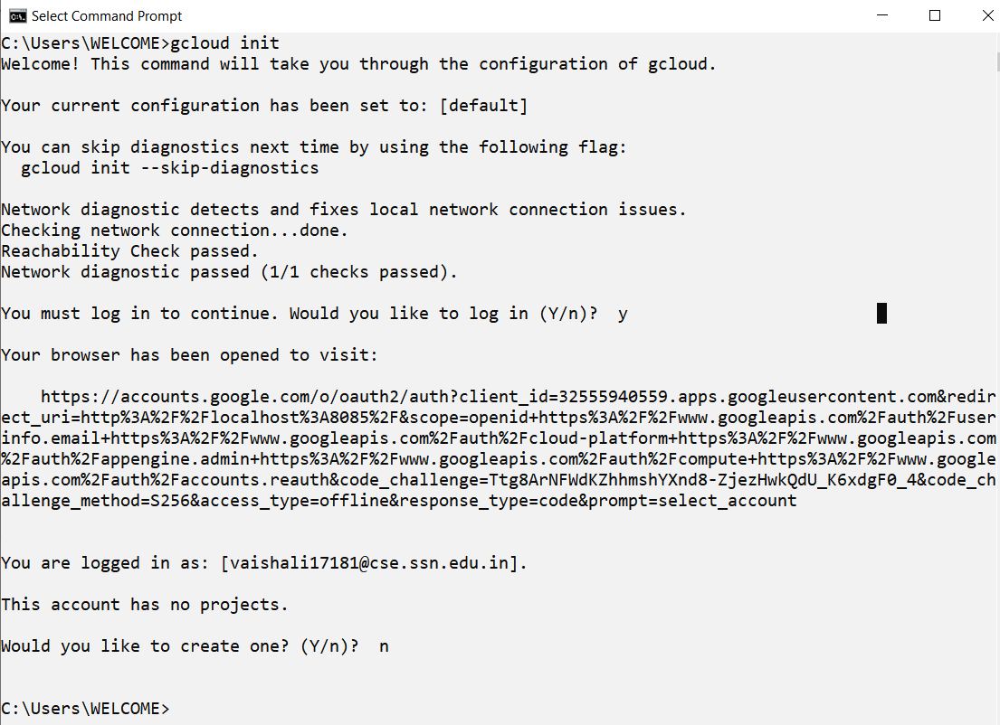 Select Command Prompt
C:\Users\WELCOME>gcloud init
Welcome! This command will take you through the configuration of gcloud.
Your current configuration has been set to: [default]
You can skip diagnostics next time by using the following flag:
  gcloud init --skip-diagnostics
Network diagnostic detects and fixes local network connection issues.
Checking network connection...done.
Reachability Check passed.
Network diagnostic passed (1/1 checks passed).
You must log in to continue. Would you like to log in (Y/n)?  y
Your browser has been opened to visit:
    https://accounts.google.com/o/oauth2/auth?client_id=32555940559.apps.googleusercontent.com&redir
ect_uri=http%3A%2F%2Flocalhost%3A8085%2F&scope=openid+https%3A%2F%2Fwww.googleapis.com%2Fauth%2Fuser
info.email+https%3A%2F%2Fwww.googleapis.com%2Fauth%2Fcloud-platform+https%3A%2F%2Fwww.googleapis.com
%2Fauth%2Fappengine.admin+https%3A%2F%2Fwww.googleapis.com%2Fauth%2Fcompute+https%3A%2F%2Fwww.google
apis.com%2Fauth%2Faccounts.reauth&code_challenge=Ttg8ArNFWdKZhhmshYXnd8-ZjezHwkQdU_K6xdgF0_4&code_ch
allenge_method=S256&access_type=offline&response_type=code&prompt=select_account
You are logged in as: [vaishali17181@cse.ssn.edu.in].
This account has no projects.
Would you like to create one? (Y/n)?  n
C:\Users\WELCOME>